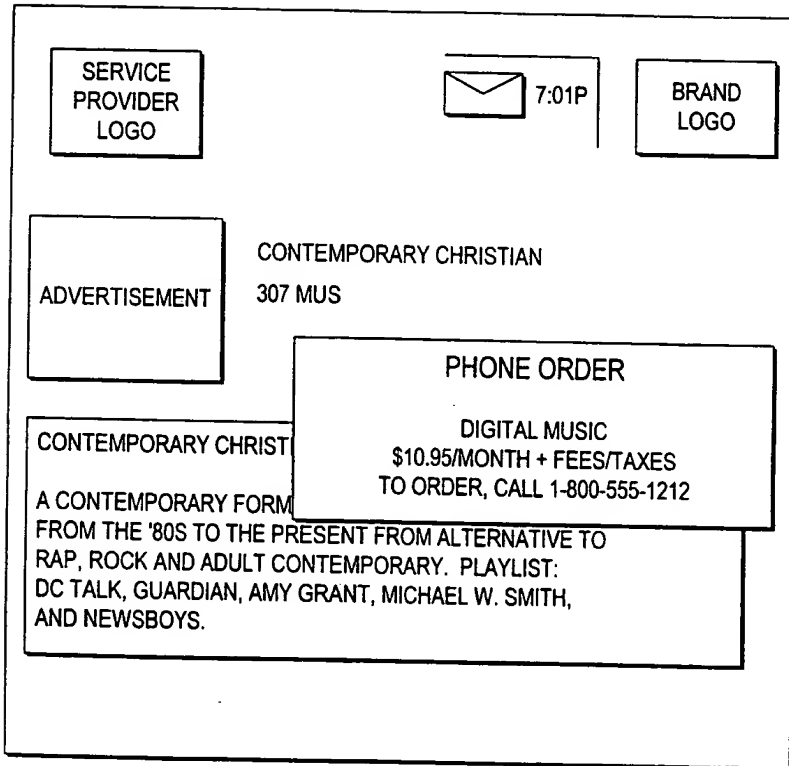 SERVICE
PROVIDER
LOGO
7:01P
BRAND
LOGO
ADVERTISEMENT
CONTEMPORARY CHRISTIAN
307 MUS
PHONE ORDER
DIGITAL MUSIC
$10.95/MONTH + FEES/TAXES
TO ORDER, CALL 1-800-555-1212
CONTEMPORARY CHRISTI
A CONTEMPORARY FORM
FROM THE '80S TO THE PRESENT FROM ALTERNATIVE TO
RAP, ROCK AND ADULT CONTEMPORARY. PLAYLIST:
DC TALK, GUARDIAN, AMY GRANT, MICHAEL W. SMITH,
AND NEWSBOYS.